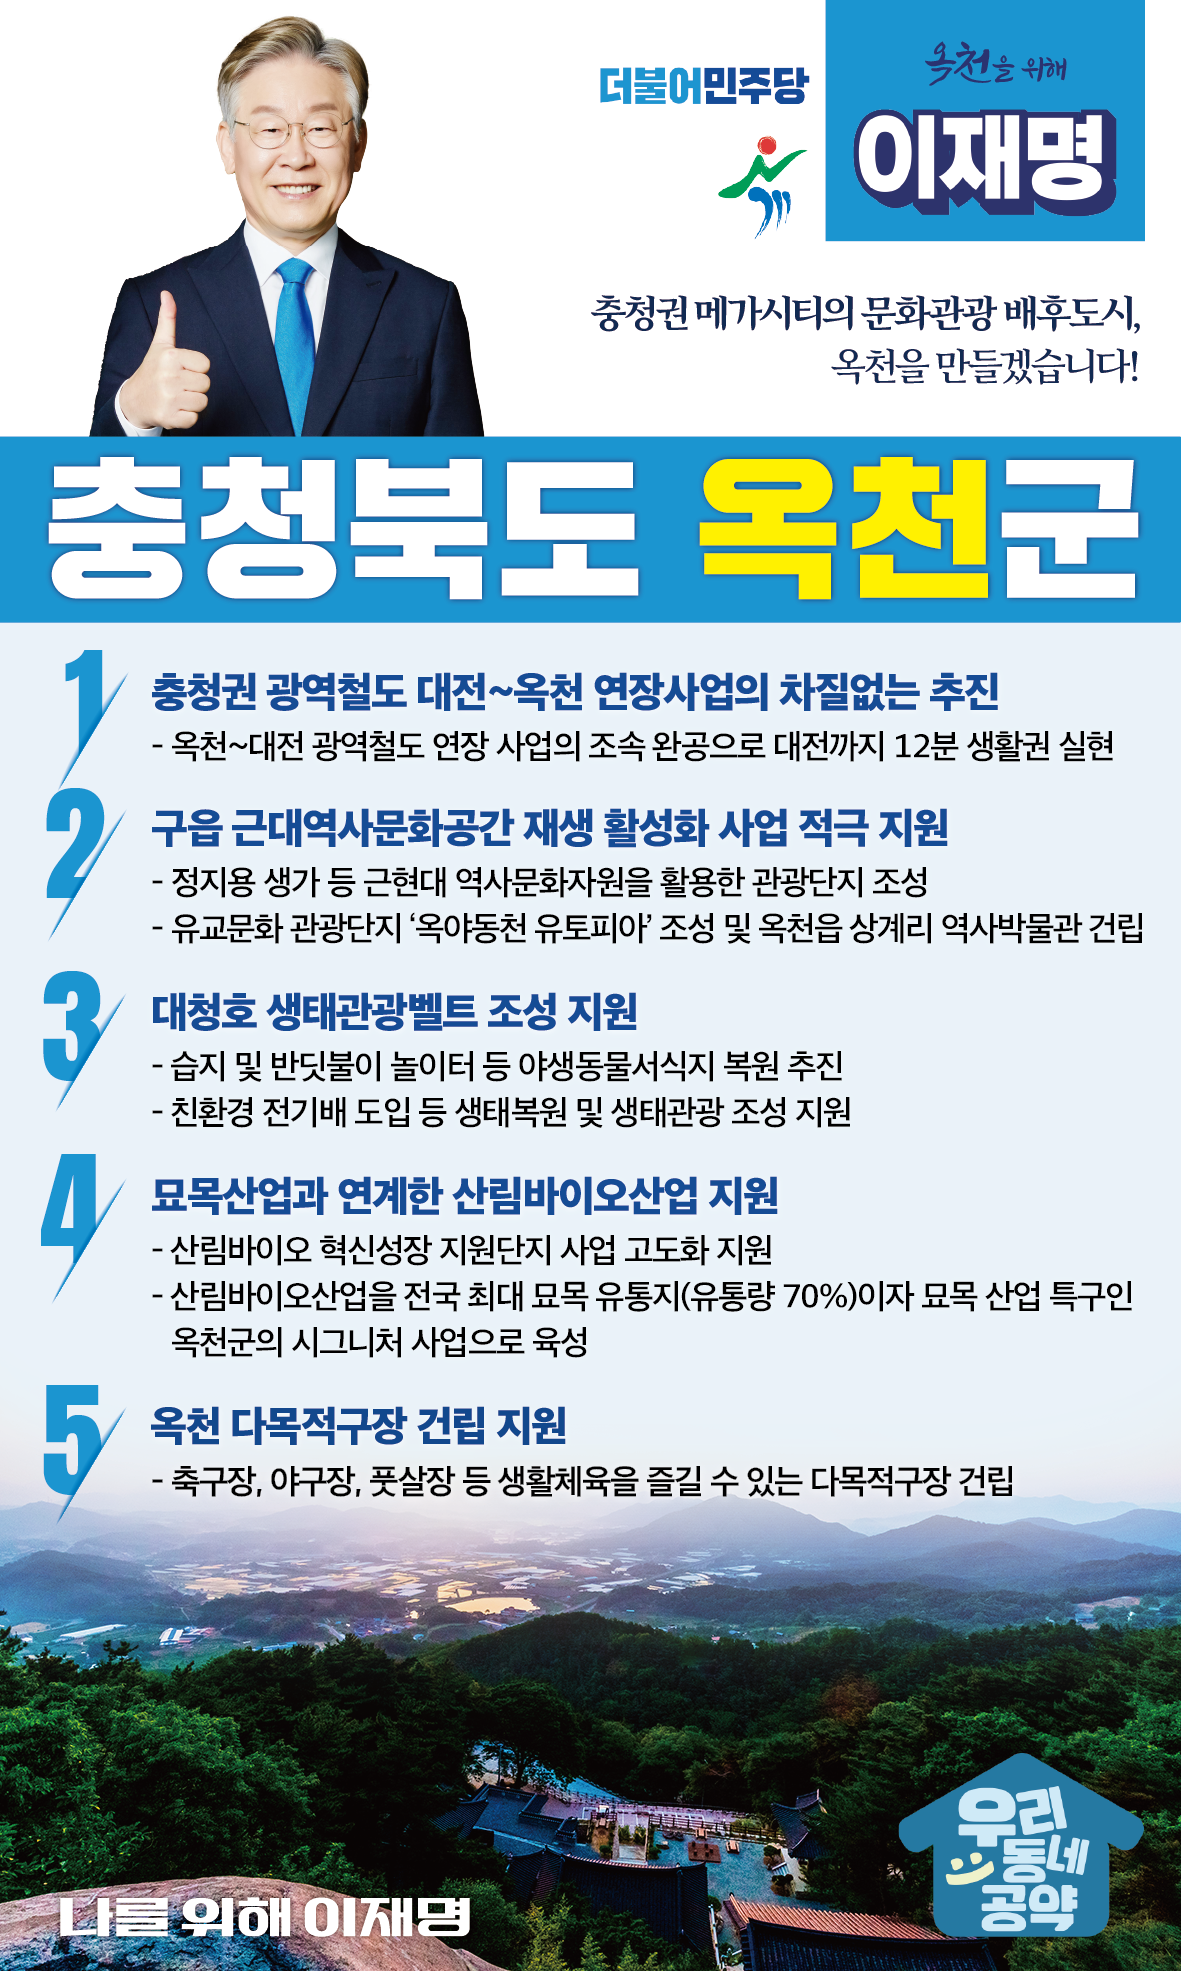 더불어민주당
옥천을 위해
이재명
충청권 메가시티의 문화관광 배후도시,
옥천을 만들겠습니다!
충청북도 옥천군
1
충청권 광역철도 대전~옥천 연장사업의 차질없는 추진
- 옥천~대전 광역철도 연장 사업의 조속 완공으로 대전까지 12분 생활권 실현
2
구읍 근대역사문화공간 재생 활성화 사업 적극 지원
- 정지용 생가 등 근현대 역사문화자원을 활용한 관광단지 조성
- 유교문화 관광단지 ‘옥야동천 유토피아’ 조성 및 옥천읍 상계리 역사박물관 건립
3
대청호 생태관광벨트 조성 지원
- 습지 및 반딧불이 놀이터 등 야생동물서식지 복원 추진
- 친환경 전기배 도입 등 생태복원 및 생태관광 조성 지원
4
묘목산업과 연계한 산림바이오산업 지원
- 산림바이오 혁신성장 지원단지 사업 고도화 지원
- 산림바이오산업을 전국 최대 묘목 유통지(유통량 70%)이자 묘목 산업 특구인
옥천군의 시그니처 사업으로 육성
5
옥천 다목적구장 건립 지원
- 축구장, 야구장, 풋살장 등 생활체육을 즐길 수 있는 다목적구장 건립
우리
동네
공약
나를 위해 이재명